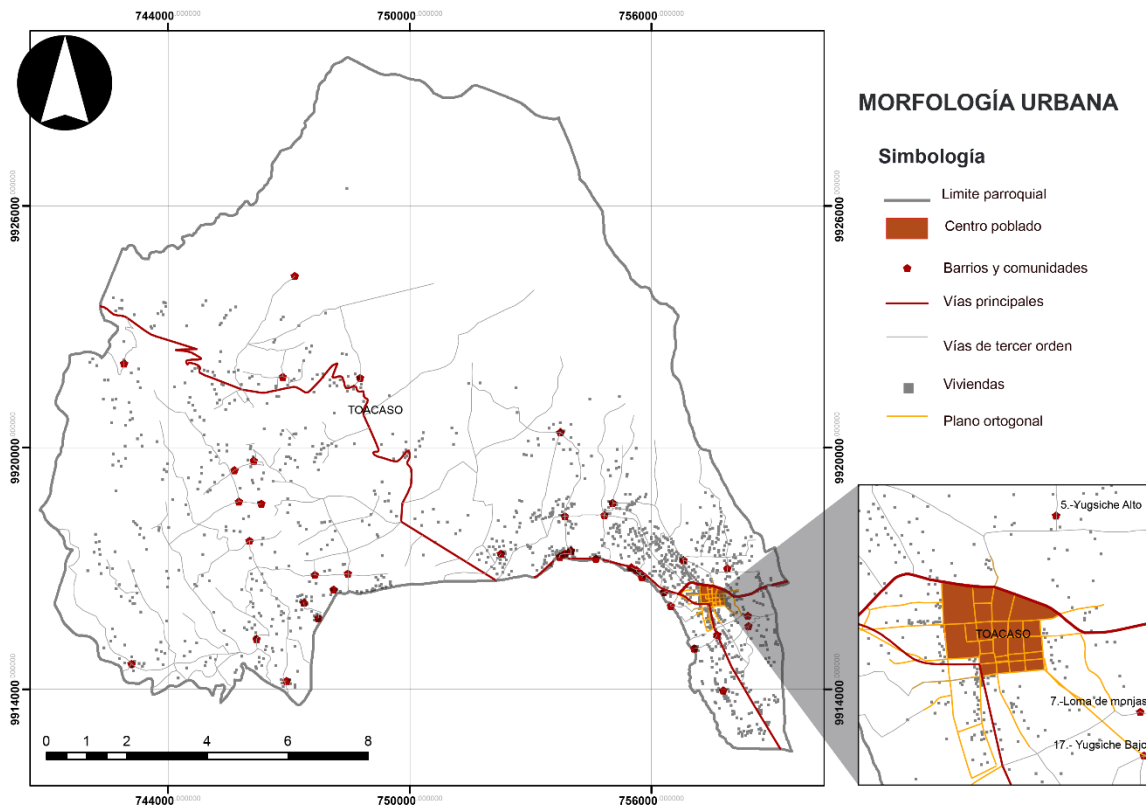 744000.000000
750000.000000
756000.000000
9926000.000000
9920000.000000
9914000.000000
TOACASO
0 1 2 4 6 8
744000.000000
750000.000000
756000.000000
9926000.000000
9920000.000000
9914000.000000
MORFOLOGÍA URBANA
Simbología
Limite parroquial
Centro poblado
Barrios y comunidades
Vías principales
Vías de tercer orden
Viviendas
Plano ortogonal
5.-Yugsiche Alto
TOACASO
7.-Loma de mpnjas
17.- Yugsiche Bajo